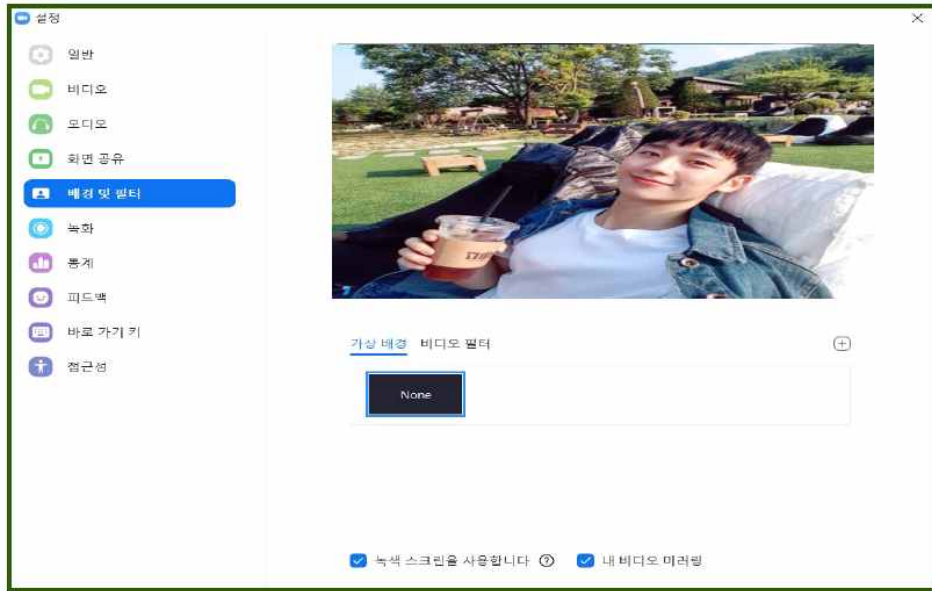 설정
일반
비디오
오디오
화면 공유
배경 및 필터
녹화
통계
피드백
바로 가기 키
접근성
가상 배경 비디오 필터
None
녹색 스크린을 사용합니다 내 비디오 미러링